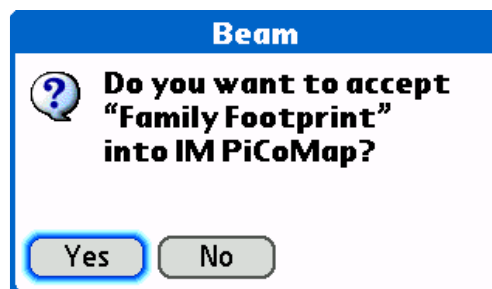 Beam
Do you want to accept
“Family Footprint”
into IM PiCoMap?
Yes No